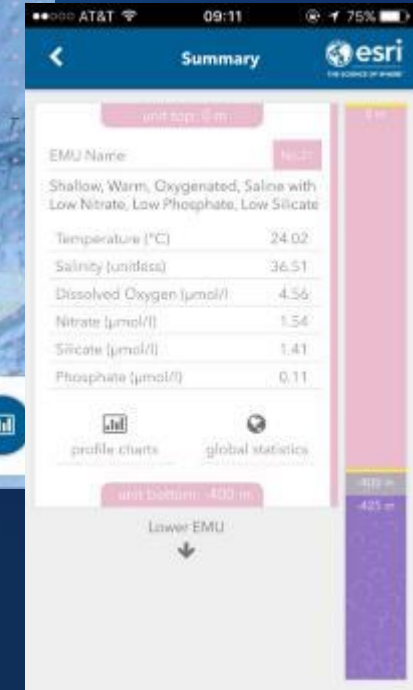 AT&T 09:11 75%
Summary
esri
THE SCIENCE OF WHERE
unit top: 0 m
0 m
EMU Name
Shallow, Warm, Oxygenated, Saline with
Low Nitrate, Low Phosphate, Low Silicate
Temperature (°C) 24.02
Salinity (unitless) 36.51
Dissolved Oxygen (µmol/l 4.56
Nitrate (µmol/l) 1.54
Silicate (µmol/l) 1.41
Phosphate (µmol/l) 0.11
profile charts global statistics
unit bottom: -400 m
-400 m
-425 m
Lower EMU